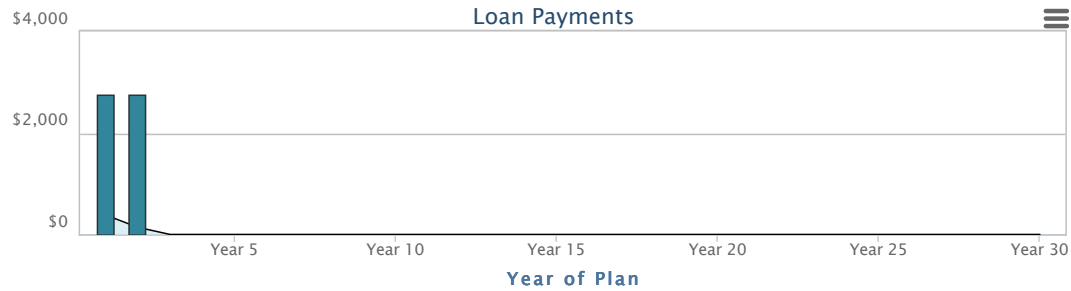 Loan Payments
$4,000
$2,000
$0
Year 5 Year 10 Year 15 Year 20 Year 25 Year 30
Year of Plan